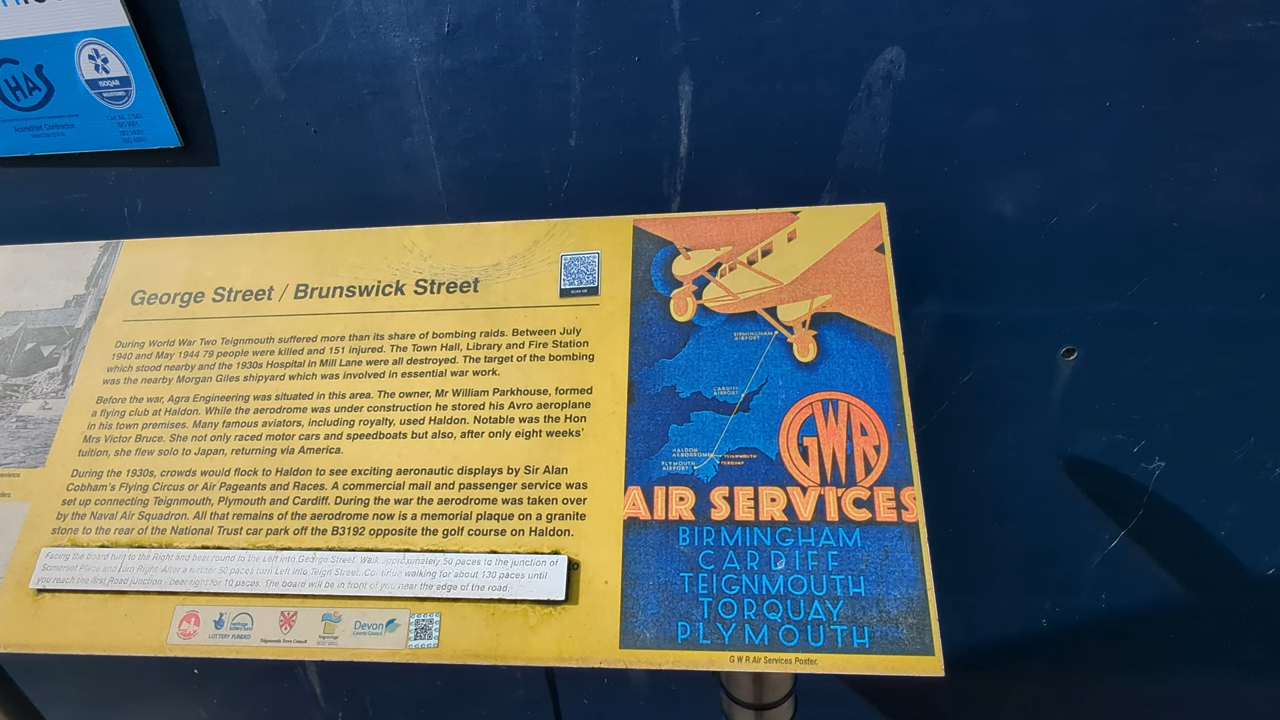 CHAS
ISOQAR
REGISTERED
Accredited Contractor
ISO 9001
George Street / Brunswick Street
SCAN ME
During World War Two Teignmouth suffered more than its share of bombing raids. Between July
1940 and May 1944 79 people were killed and 151 injured. The Town Hall, Library and Fire Station
which stood nearby and the 1930s Hospital in Mill Lane were all destroyed. The target of the bombing
was the nearby Morgan Giles shipyard which was involved in essential war work.
Before the war, Agra Engineering was situated in this area. The owner, Mr William Parkhouse, formed
a flying club at Haldon. While the aerodrome was under construction he stored his Avro aeroplane
in his town premises. Many famous aviators, including royalty, used Haldon. Notable was the Hon
Mrs Victor Bruce. She not only raced motor cars and speedboats but also, after only eight weeks'
tuition, she flew solo to Japan, returning via America.
During the 1930s, crowds would flock to Haldon to see exciting aeronautic displays by Sir Alan
Cobham's Flying Circus or Air Pageants and Races. A commercial mail and passenger service was
set up connecting Teignmouth, Plymouth and Cardiff. During the war the aerodrome was taken over
by the Naval Air Squadron. All that remains of the aerodrome now is a memorial plaque on a granite
stone to the rear of the National Trust car park off the B3192 opposite the golf course on Haldon.
Facing the board turn to the Right and bear round to the Left into George Street. Walk approximately 50 paces to the junction of
Somerset Place and turn Right. After a further 50 paces turn Left into Teign Street. Continue walking for about 130 paces until
you reach the first Road junction - bear right for 10 paces. The board will be in front of you near the edge of the road.
heritage
lottery fund
LOTTERY FUNDED
Teignmouth Town Council
Teignbridge
Devon
County Council
BIRMINGHAM
AIRPORT
CARDIFF
AIRPORT
HALDON
AERODROME
TEIGNMOUTH
TORQUAY
PLYMOUTH
AIRPORT
GWR
AIR SERVICES
BIRMINGHAM
CARDIFF
TEIGNMOUTH
TORQUAY
PLYMOUTH
G W R Air Services Poster.